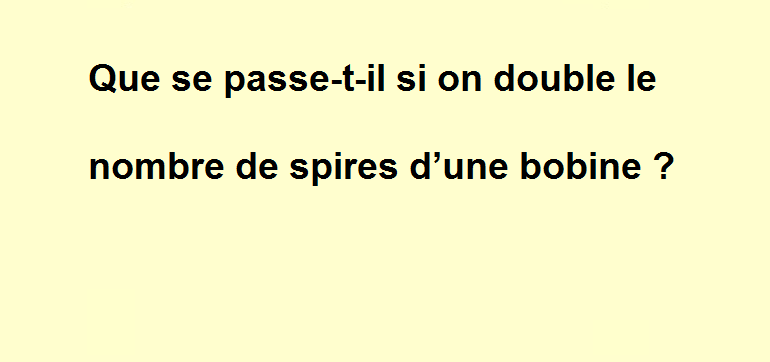 Que se passe-t-il si on double le
nombre de spires d’une bobine ?